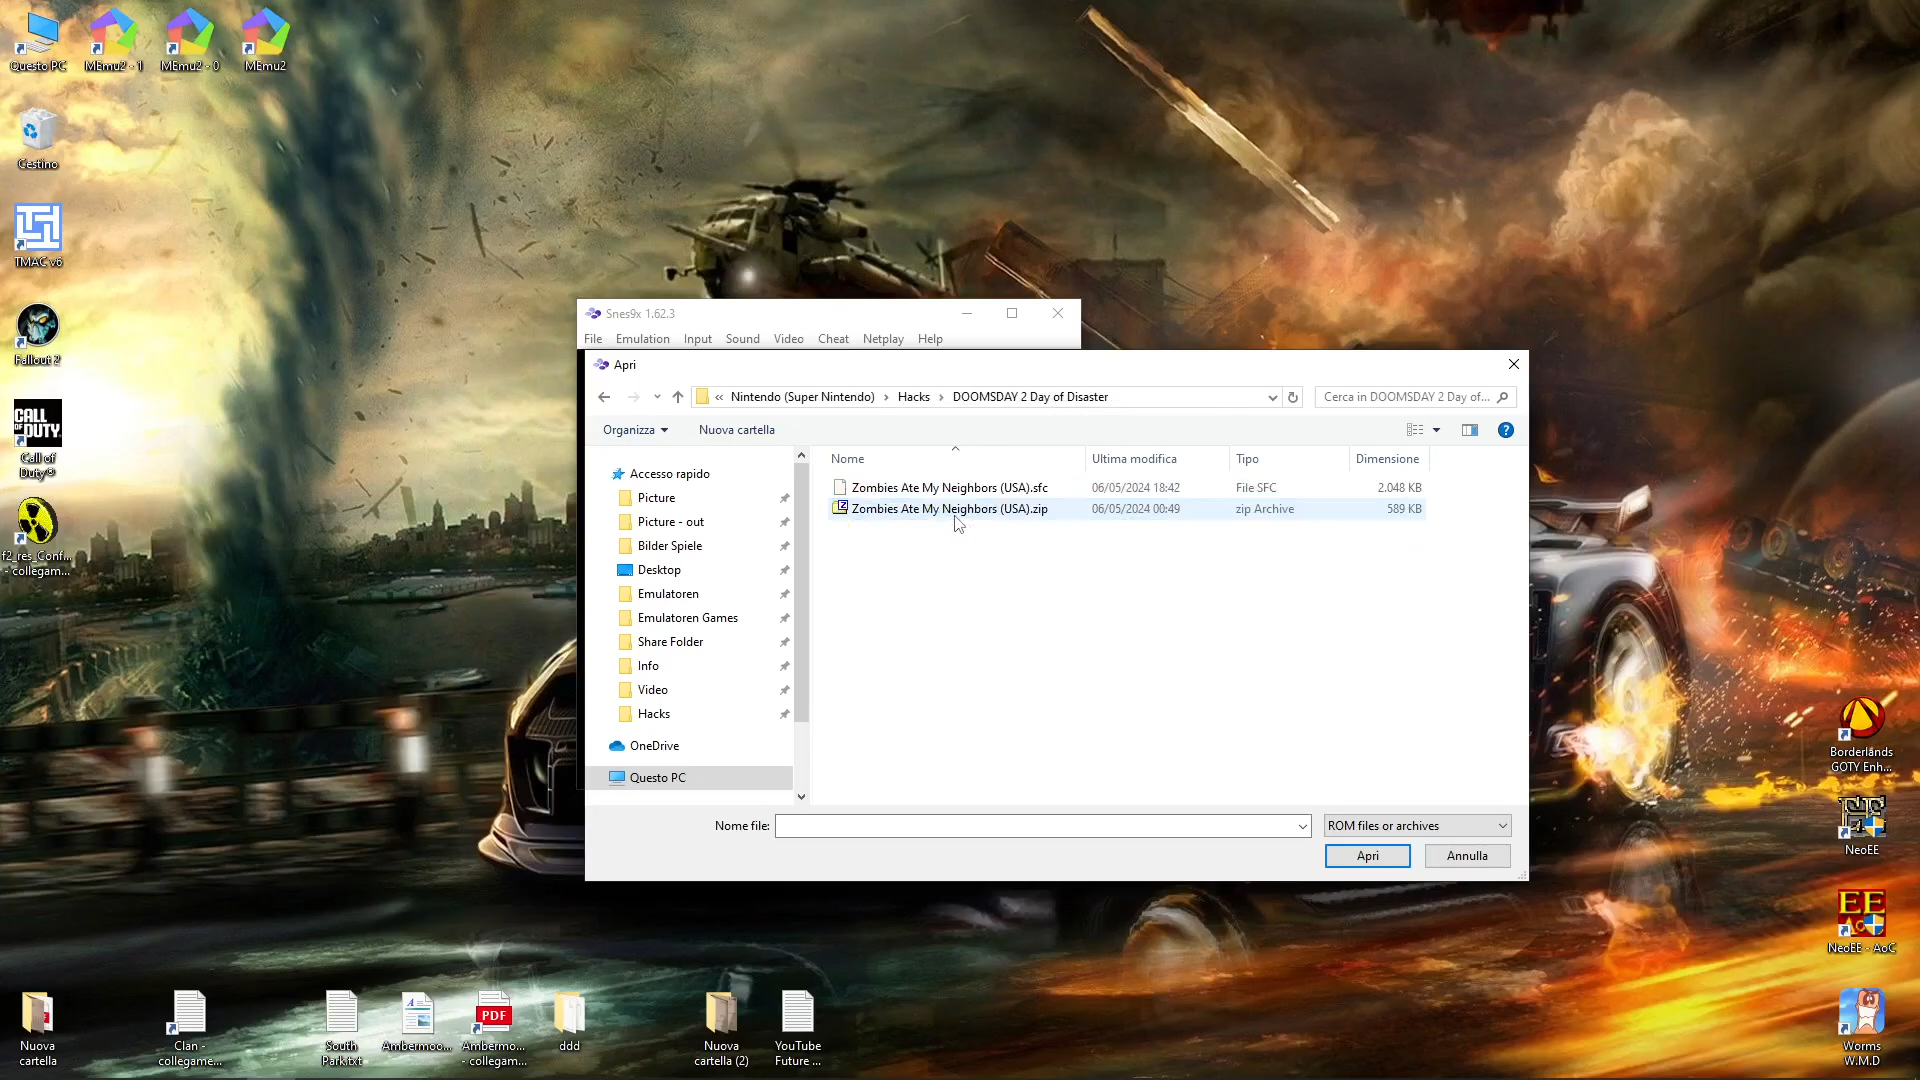 Questo PC
MEmu2 - 1
MEmu2 - 0
MEmu2
Cestino
TMAC v6
Fallout 2
CALL
OF DUTY
Call of
Duty®
f2_res_Conf...
- collegam...
Snes9x 1.62.3
File
Emulation
Input
Sound
Video
Cheat
Netplay
Help
Apri
« Nintendo (Super Nintendo) › Hacks › DOOMSDAY 2 Day of Disaster
Cerca in DOOMSDAY 2 Day of...
Organizza
Nuova cartella
Nome
Ultima modifica
Tipo
Dimensione
Zombies Ate My Neighbors (USA).sfc
06/05/2024 18:42
File SFC
2.048 KB
Zombies Ate My Neighbors (USA).zip
06/05/2024 00:49
zip Archive
589 KB
Accesso rapido
Picture
Picture - out
Bilder Spiele
Desktop
Emulatoren
Emulatoren Games
Share Folder
Info
Video
Hacks
OneDrive
Questo PC
Nome file:
ROM files or archives
Apri
Annulla
Borderlands
GOTY Enh...
NeoEE
EE
AoC
NeoEE - AoC
Worms
W.M.D
Nuova
cartella
Clan -
collegame...
South
Park.txt
Ambermoo...
PDF
Ambermo...
- collegam...
ddd
Nuova
cartella (2)
YouTube
Future ...